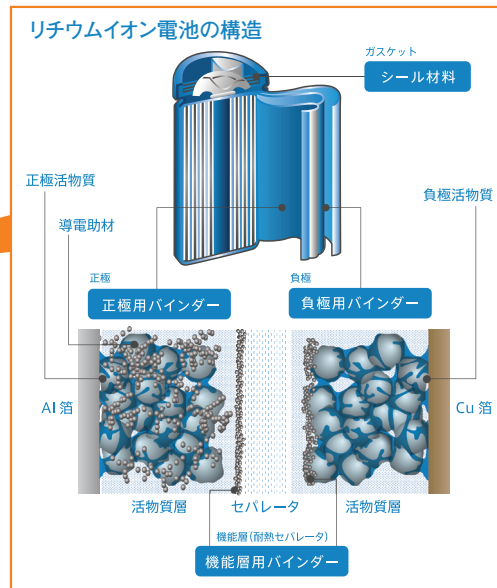 リチウムイオン電池の構造
ガスケット
シール材料
正極活物質
負極活物質
導電助材
正極
正極用バインダー
負極
負極用バインダー
Al 箔
Cu 箔
活物質層
セパレータ
活物質層
機能層(耐熱セパレータ)
機能層用バインダー